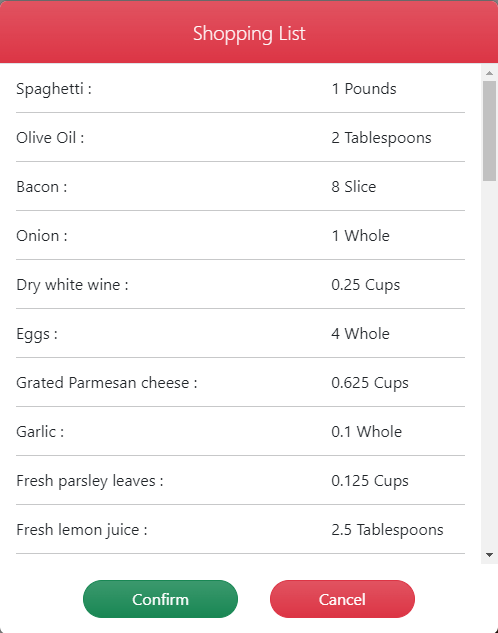 Shopping List
Spaghetti : 1 Pounds
Olive Oil : 2 Tablespoons
Bacon : 8 Slice
Onion : 1 Whole
Dry white wine : 0.25 Cups
Eggs : 4 Whole
Grated Parmesan cheese : 0.625 Cups
Garlic : 0.1 Whole
Fresh parsley leaves : 0.125 Cups
Fresh lemon juice : 2.5 Tablespoons
Confirm Cancel